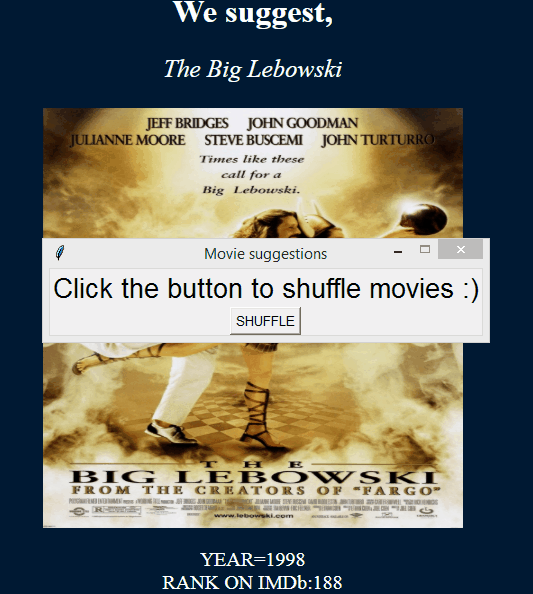 We suggest,
The Big Lebowski
JEFF BRIDGES JOHN GOODMAN
JULIANNE MOORE STEVE BUSCEMI JOHN TURTURRO
Times like these
call for a
Big Lebowski.
Movie suggestions
Click the button to shuffle movies :)
SHUFFLE
THE
BIG LEBOWSKI
FROM THE CREATORS OF "FARGO"
www.lebowski.com
YEAR=1998
RANK ON IMDb:188